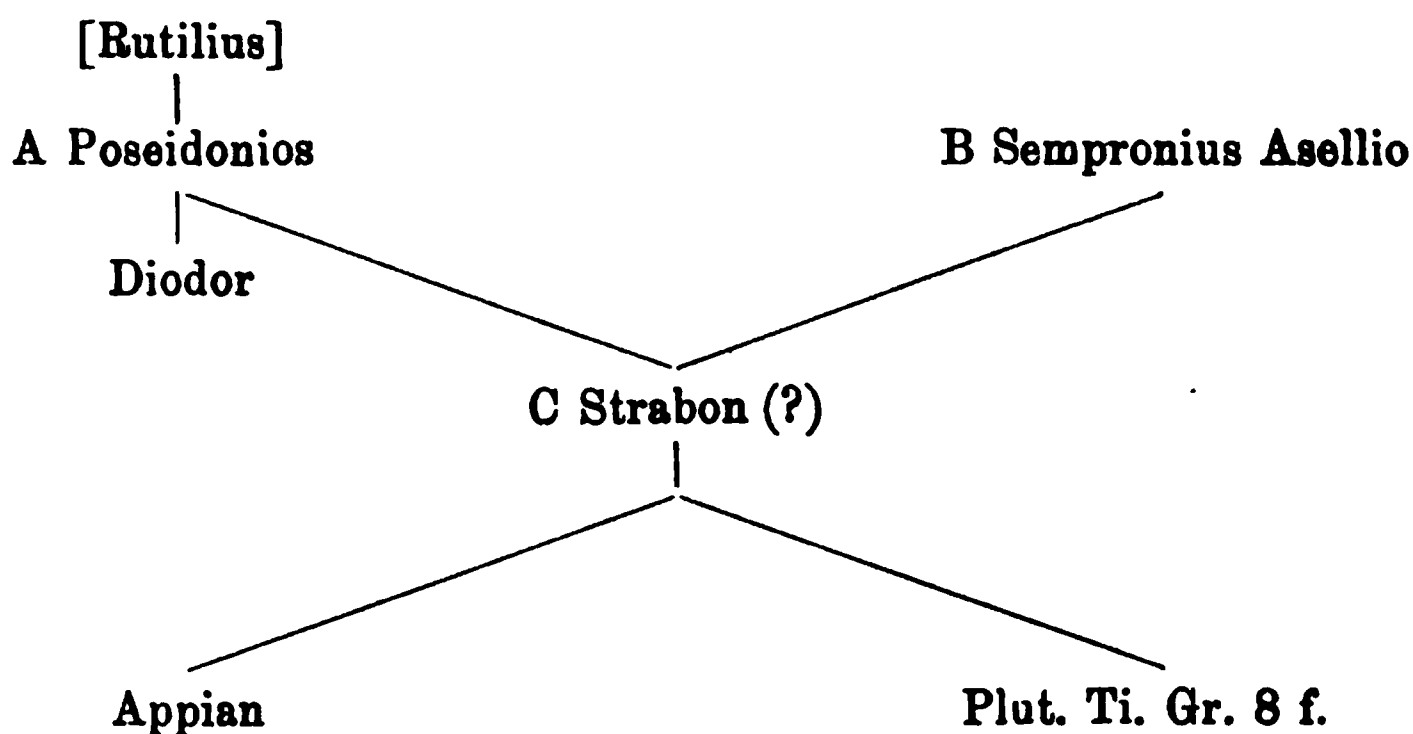 [Rutilius]
A Poseidonios
B Sempronius Asellio
Diodor
C Strabon (?)
Appian
Plut. Ti. Gr. 8 f.